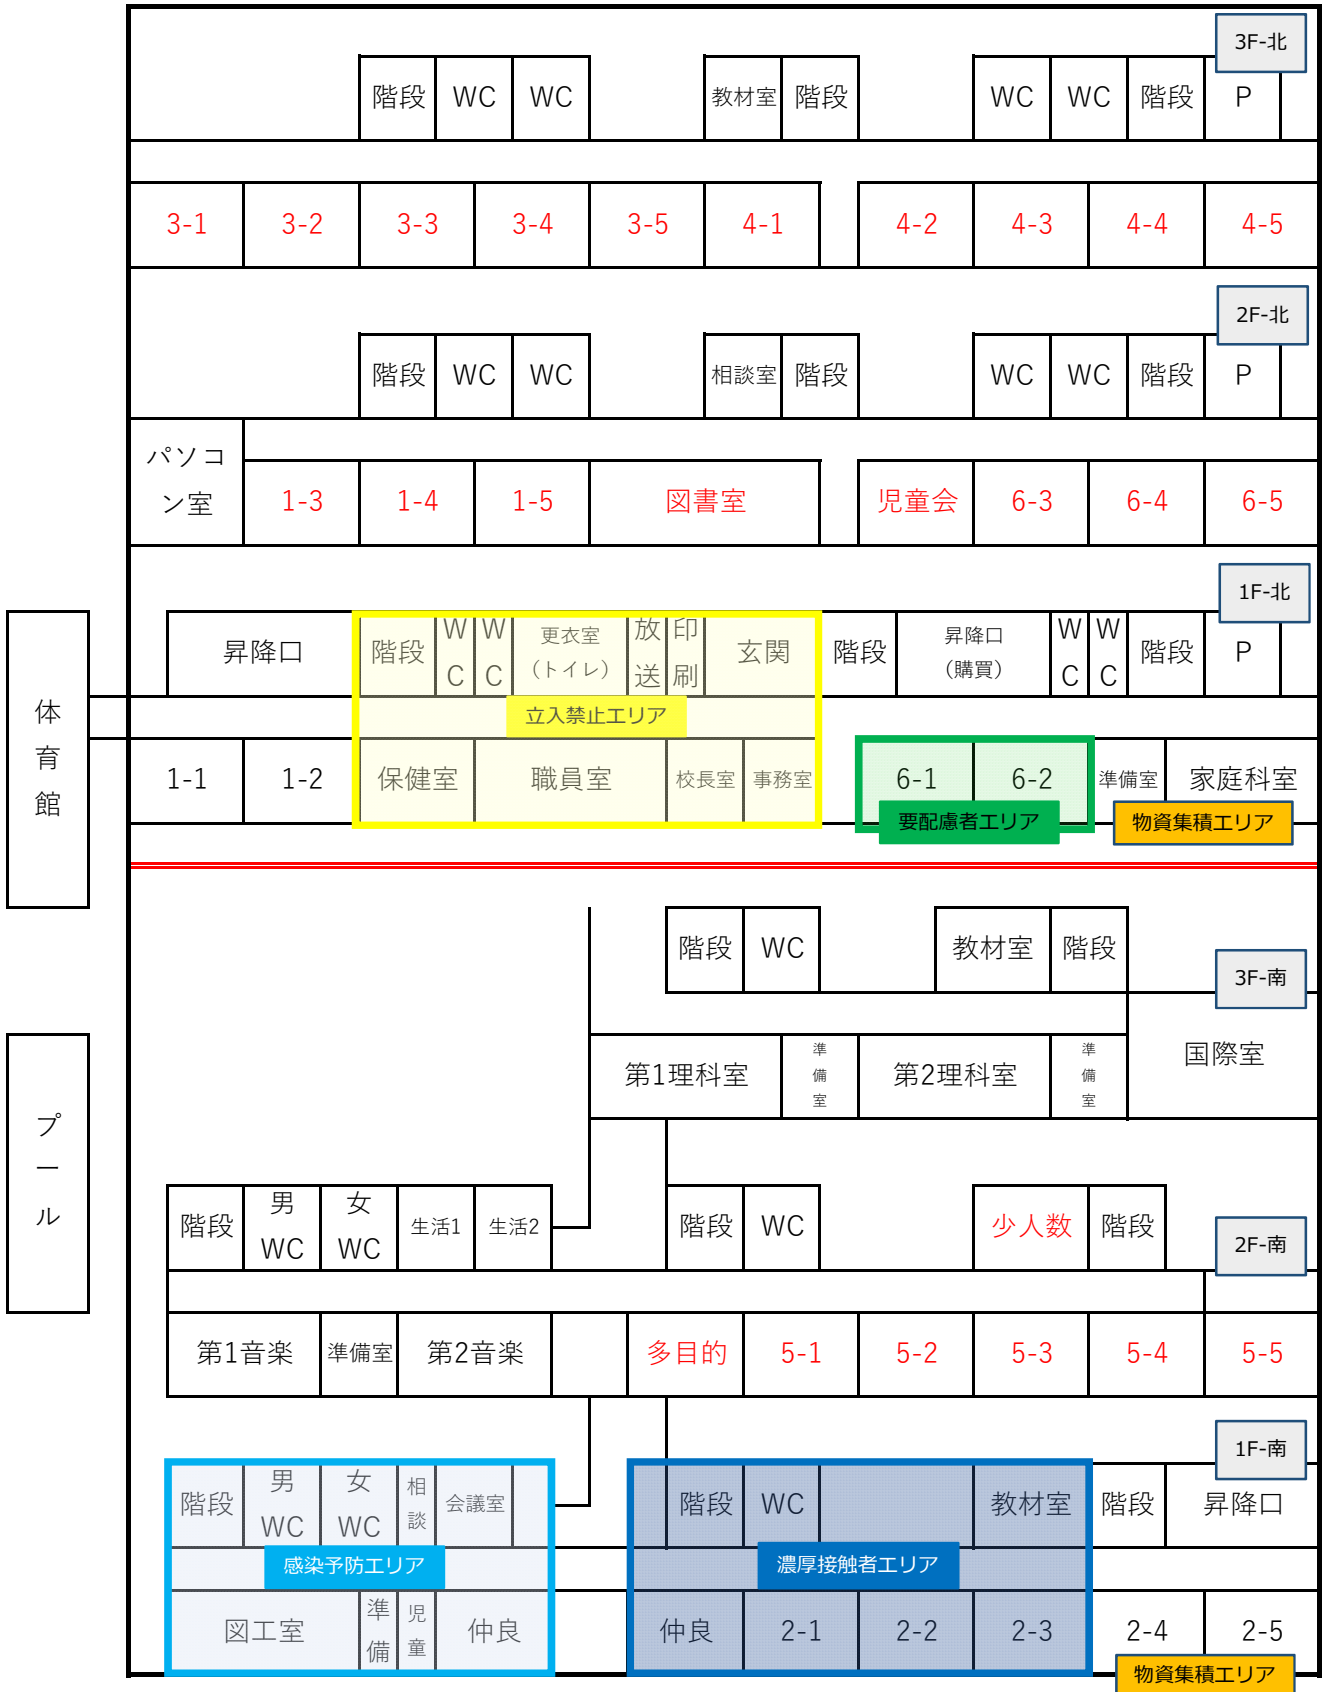 3F-北
階段 WC WC 教材室 階段 WC WC 階段 P
3-1 3-2 3-3 3-4 3-5 4-1 4-2 4-3 4-4 4-5
2F-北
階段 WC WC 相談室 階段 WC WC 階段 P
パソコン室 1-3 1-4 1-5 図書室 児童会 6-3 6-4 6-5
1F-北
昇降口 階段 WC WC 更衣室（トイレ） 放送 印刷 玄関 階段 昇降口（購買） WC WC 階段 P
体育館
立入禁止エリア
1-1 1-2 保健室 職員室 校長室 事務室 6-1 6-2 準備室 家庭科室
要配慮者エリア 物資集積エリア
階段 WC 教材室 階段
3F-南
第1理科室 準備室 第2理科室 準備室 国際室
プール
階段 男WC 女WC 生活1 生活2 階段 WC 少人数 階段
2F-南
第1音楽 準備室 第2音楽 多目的 5-1 5-2 5-3 5-4 5-5
1F-南
階段 男WC 女WC 相談 会議室 階段 WC 教材室 階段 昇降口
感染予防エリア 濃厚接触者エリア
図工室 準備 児童 仲良 仲良 2-1 2-2 2-3 2-4 2-5
物資集積エリア